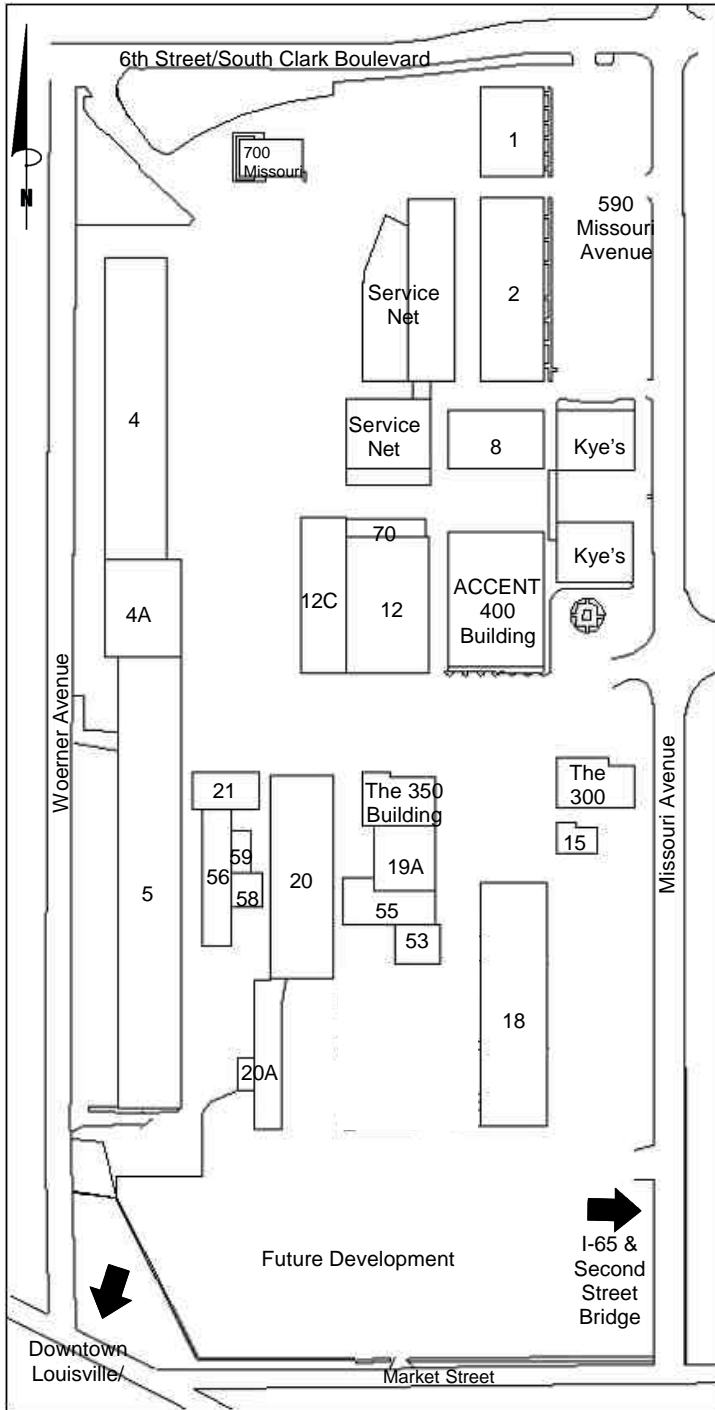 6th Street/South Clark Boulevard
1
700
Missouri
N
590
Missouri
Avenue
Service
Net
2
4
Service
Net
8
Kye's
70
12C
12
ACCENT
400
Building
Kye's
4A
Woerner Avenue
Missouri Avenue
21
The 350
Building
The
300
15
59
56
58
20
19A
55
53
5
18
20A
Future Development
I-65 &
Second
Street
Bridge
Downtown
Louisville/
Market Street